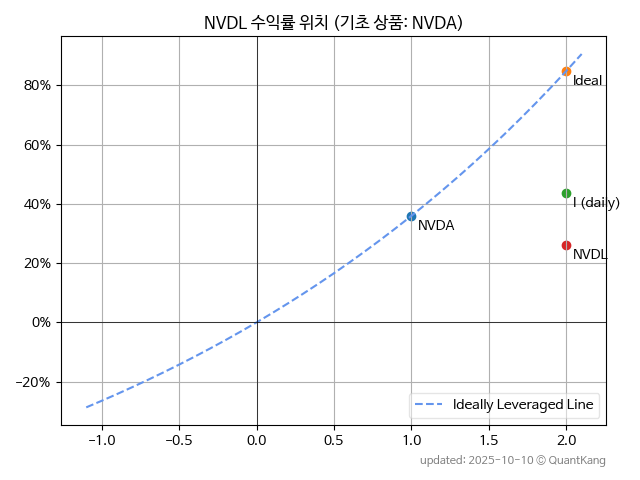 NVDL 수익률 위치 (기초 상품: NVDA)
80%
60%
40%
20%
0%
−20%
Ideal
I (daily)
NVDA
NVDL
Ideally Leveraged Line
−1.0 −0.5 0.0 0.5 1.0 1.5 2.0
updated: 2025-10-10 © QuantKang